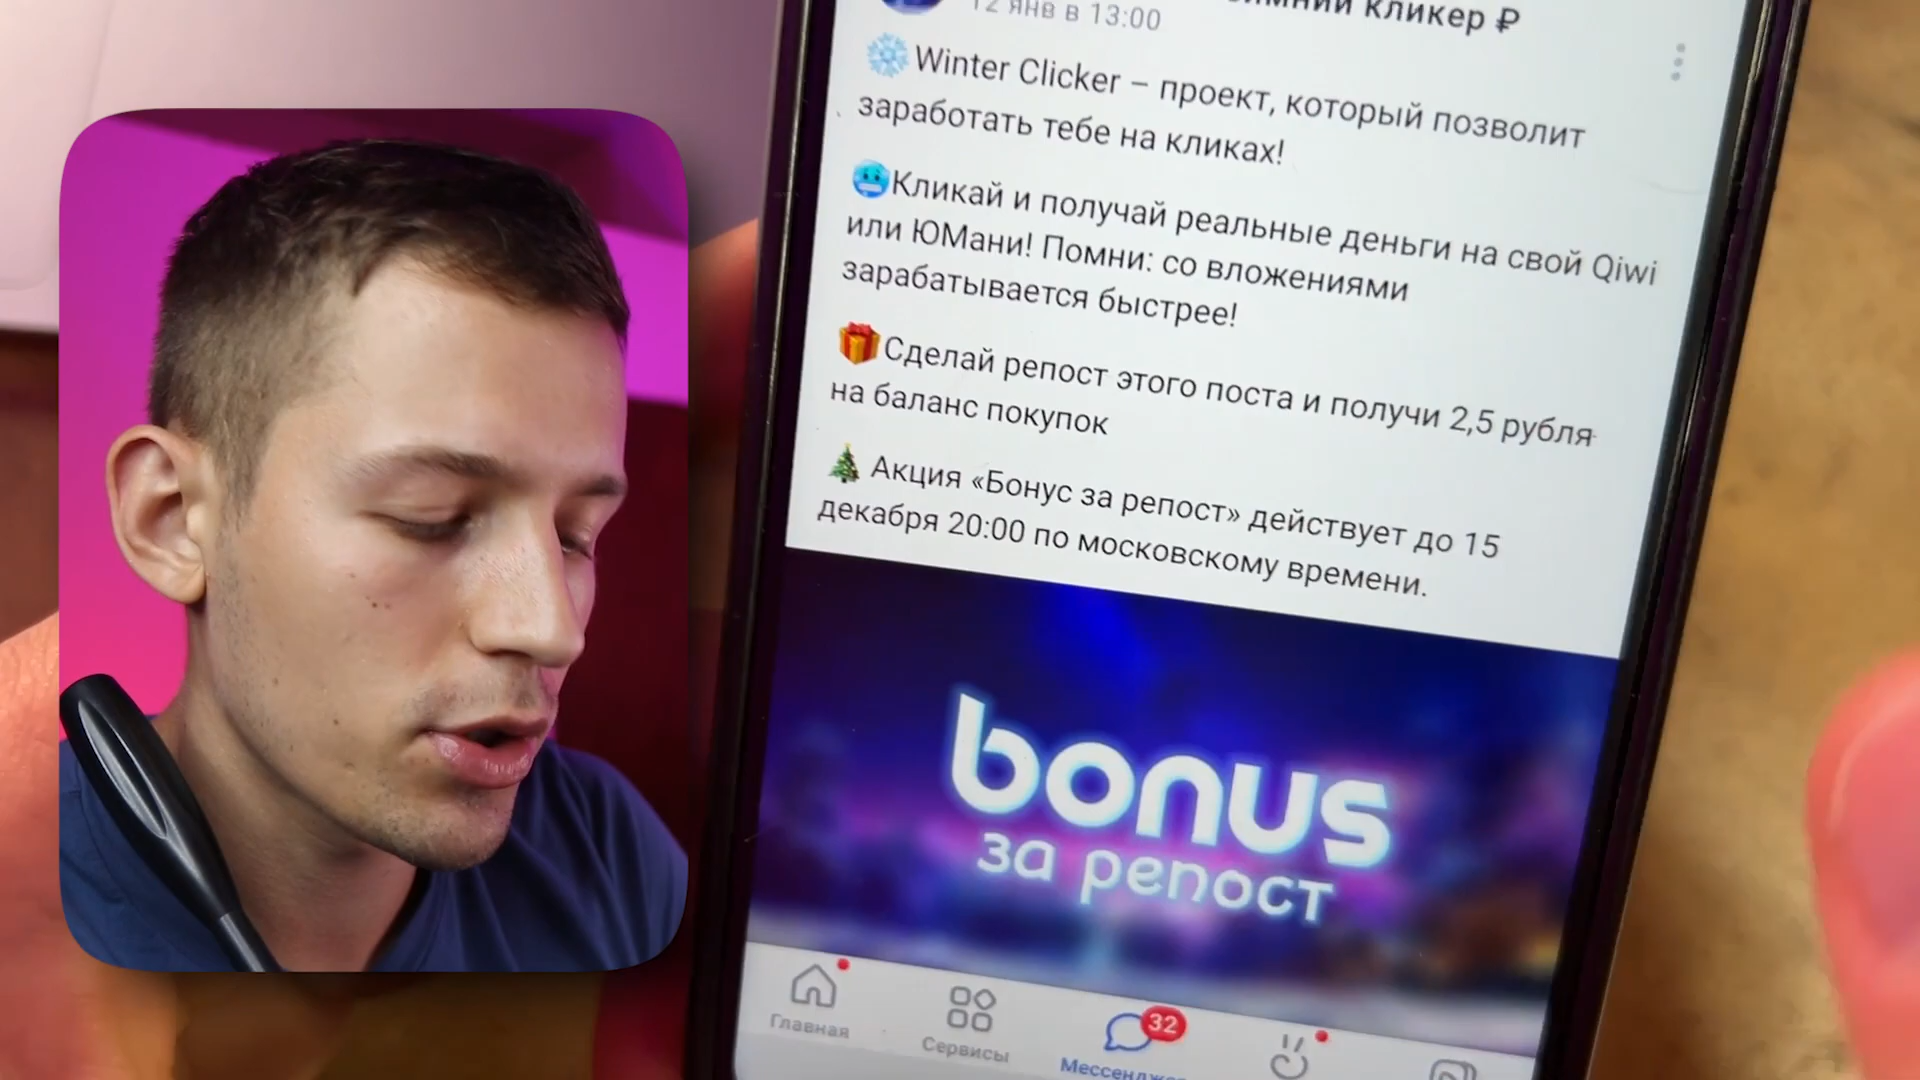 кликер ₽
12 янв в 13:00
Winter Clicker – проект, который позволит
заработать тебе на кликах!
Кликай и получай реальные деньги на свой Qiwi
или ЮМани! Помни: со вложениями
зарабатывается быстрее!
Сделай репост этого поста и получи 2,5 рубля
на баланс покупок
Акция «Бонус за репост» действует до 15
декабря 20:00 по московскому времени.
bonus
за репост
32
Главная
Сервисы